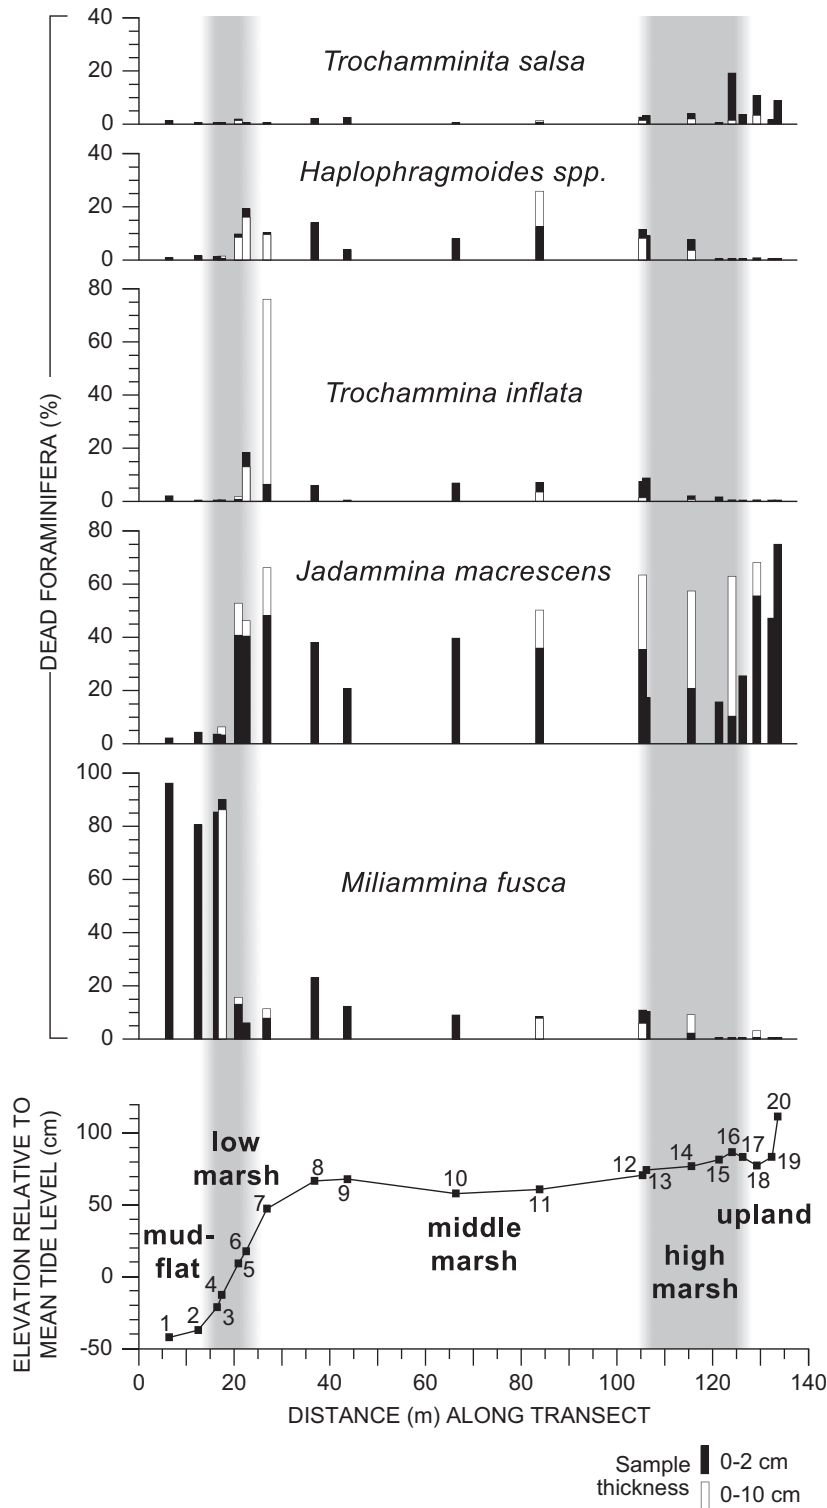 40
20
0
Trochamminita salsa
40
20
0
Haplophragmoides spp.
80
60
40
20
0
Trochammina inflata
80
60
40
20
0
Jadammina macrescens
100
80
60
40
20
0
Miliammina fusca
DEAD FORAMINIFERA (%)
100
50
0
-50
ELEVATION RELATIVE TO
MEAN TIDE LEVEL (cm)
mud-
flat
low
marsh
middle
marsh
high
marsh
upland
1
2
3
4
5
6
7
8
9
10
11
12
13
14
15
16
17
18
19
20
0
20
40
60
80
100
120
140
DISTANCE (m) ALONG TRANSECT
Sample
thickness
0-2 cm
0-10 cm